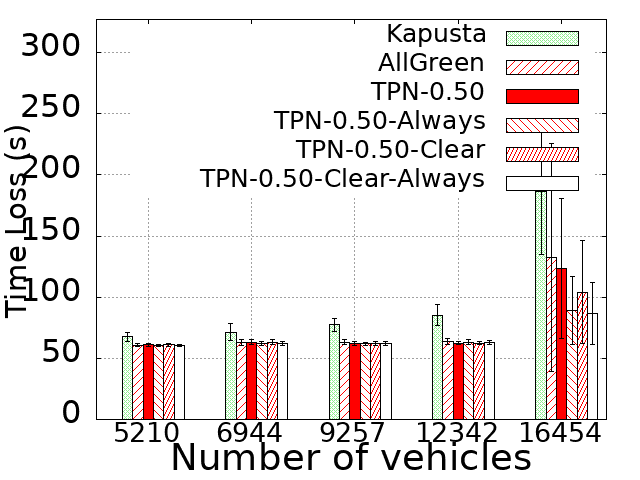 300
250
200
150
100
50
0
Time Loss (s)
Kapusta
AllGreen
TPN-0.50
TPN-0.50-Always
TPN-0.50-Clear
TPN-0.50-Clear-Always
5210 6944 9257 12342 16454
Number of vehicles